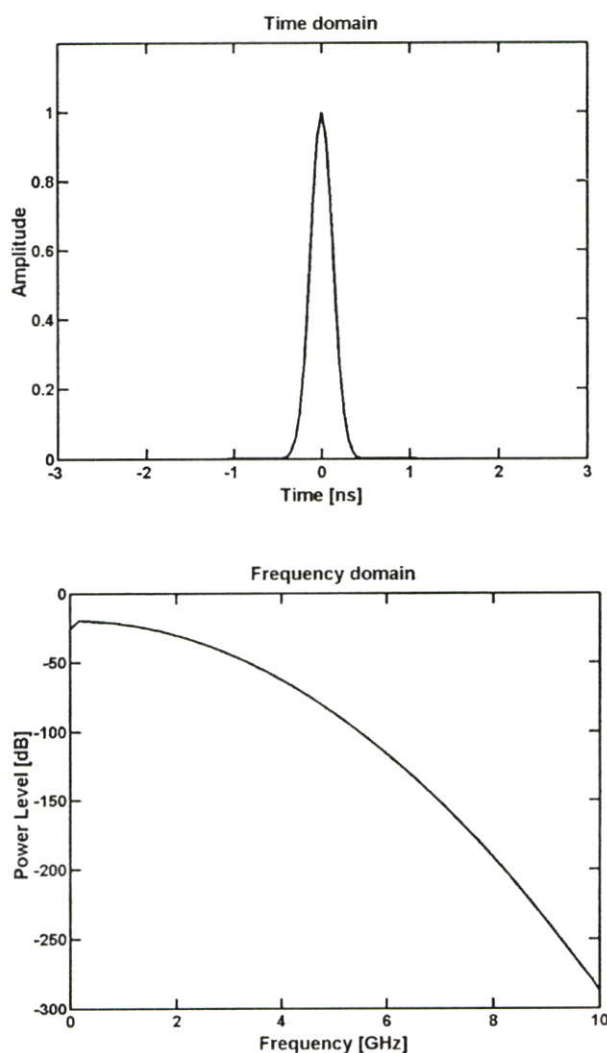 Time domain
1
0.8
0.6
0.4
0.2
0
Amplitude
-3 -2 -1 0 1 2 3
Time [ns]
Frequency domain
0
-50
-100
-150
-200
-250
-300
Power Level [dB]
0 2 4 6 8 10
Frequency [GHz]